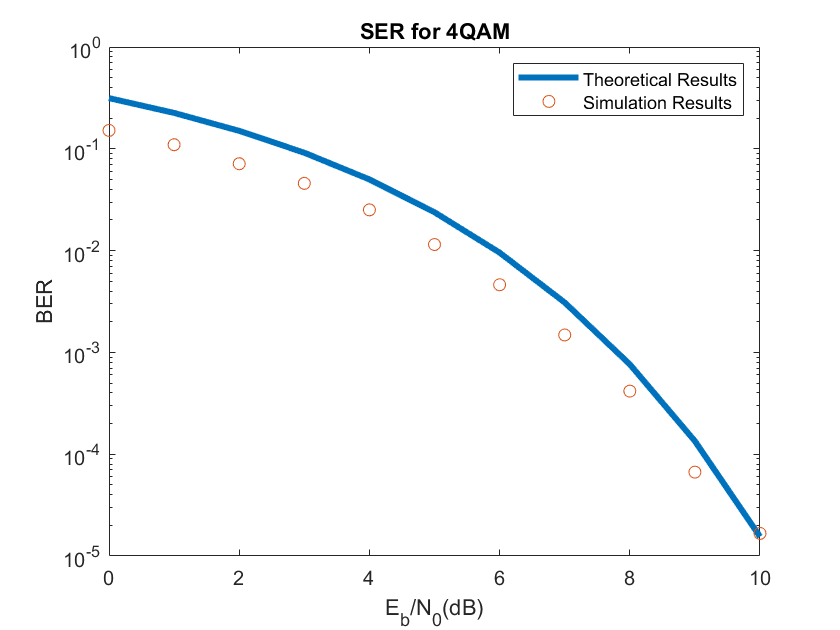 SER for 4QAM
Theoretical Results
Simulation Results
10^0
10^-1
10^-2
10^-3
10^-4
10^-5
BER
0 2 4 6 8 10
E_b/N_0(dB)